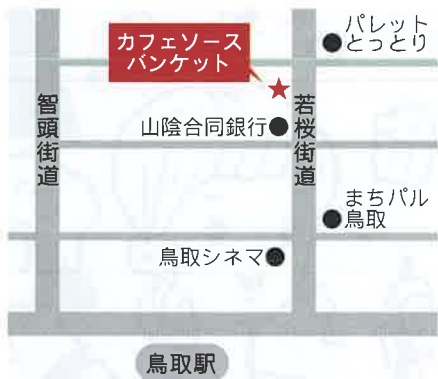 パレット
とっとり
カフェソース
バンケット
智頭街道
若桜街道
山陰合同銀行
まちパル
鳥取
鳥取シネマ
鳥取駅